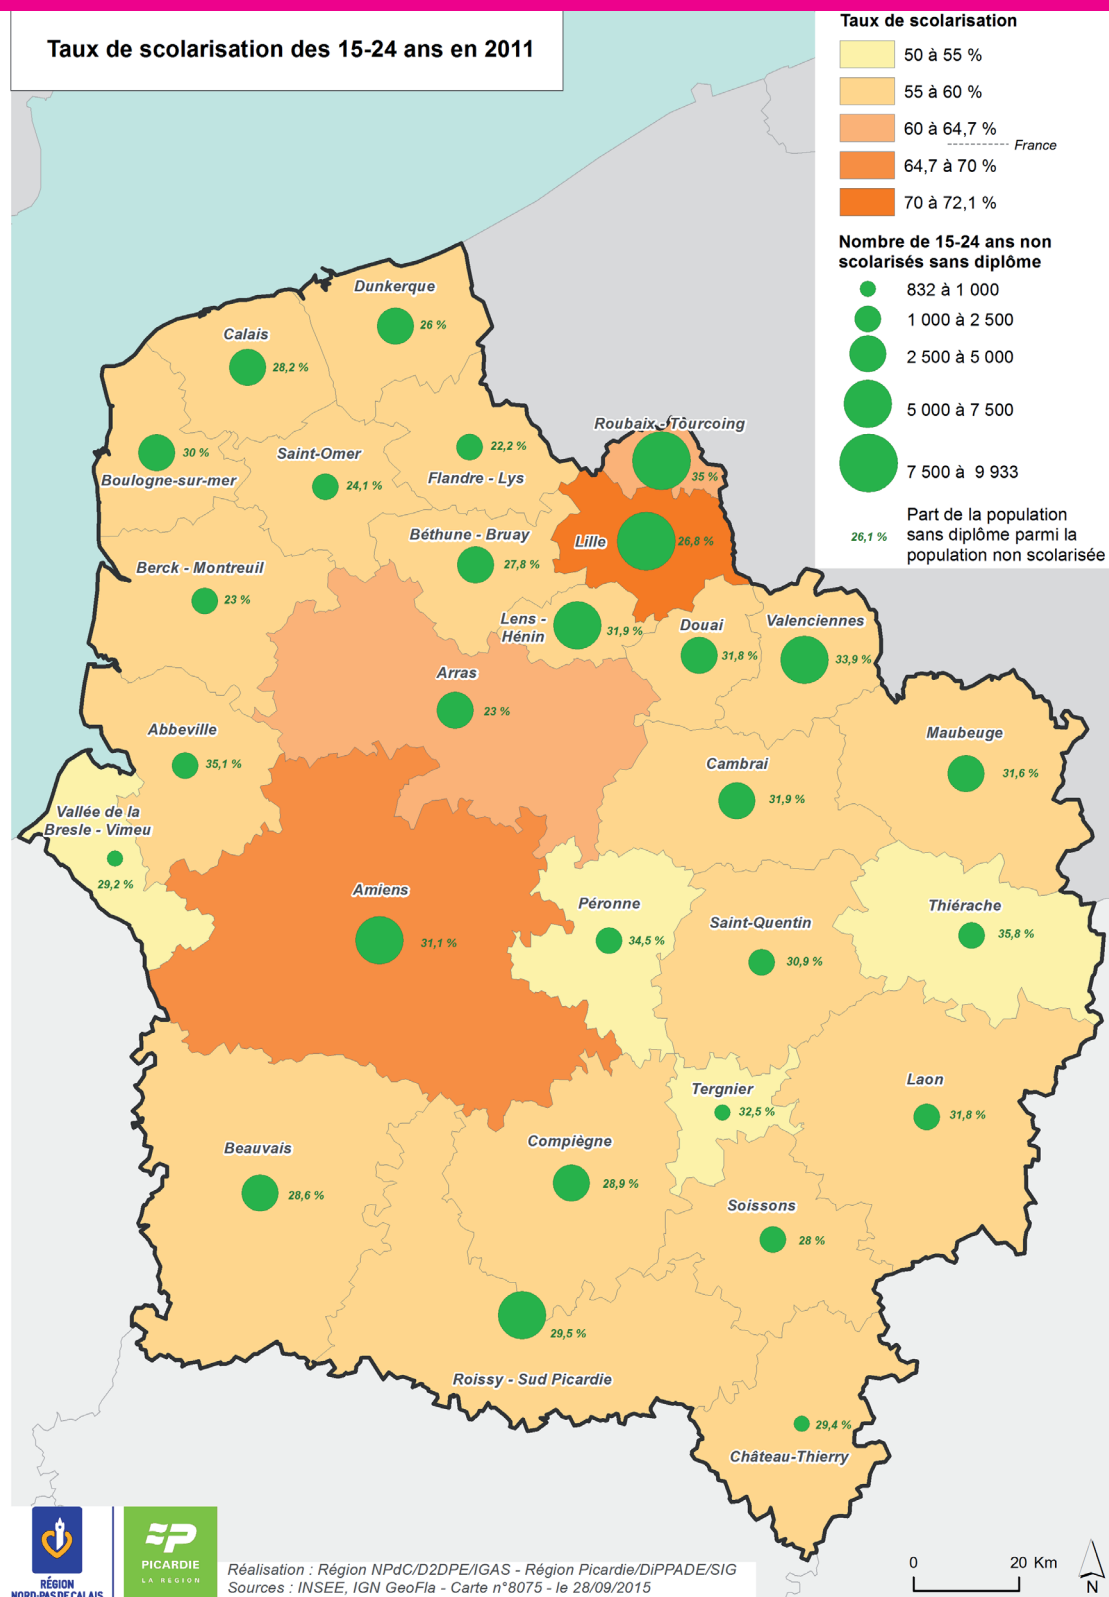 Taux de scolarisation des 15-24 ans en 2011
Taux de scolarisation
50 à 55 %
55 à 60 %
60 à 64,7 %
France
64,7 à 70 %
70 à 72,1 %
Nombre de 15-24 ans non
scolarisés sans diplôme
832 à 1 000
1 000 à 2 500
2 500 à 5 000
5 000 à 7 500
7 500 à 9 933
26,1 %
Part de la population
sans diplôme parmi la
population non scolarisée
Dunkerque
26 %
Calais
28,2 %
Roubaix - Tourcoing
35 %
Boulogne-sur-mer
30 %
Saint-Omer
24,1 %
22,2 %
Flandre - Lys
Béthune - Bruay
27,8 %
Lille
26,8 %
Berck - Montreuil
23 %
Lens -
Hénin
31,9 %
Douai
31,8 %
Valenciennes
33,9 %
Arras
23 %
Abbeville
35,1 %
Maubeuge
31,6 %
Cambrai
31,9 %
Vallée de la
Bresle - Vimeu
29,2 %
Amiens
31,1 %
Péronne
34,5 %
Saint-Quentin
30,9 %
Thiérache
35,8 %
Tergnier
32,5 %
Laon
31,8 %
Beauvais
28,6 %
Compiègne
28,9 %
Soissons
28 %
29,5 %
Roissy - Sud Picardie
29,4 %
Château-Thierry
RÉGION
NORD-PAS DE CALAIS
PICARDIE
LA RÉGION
Réalisation : Région NPdC/D2DPE/IGAS - Région Picardie/DiPPADE/SIG
Sources : INSEE, IGN GeoFla - Carte n°8075 - le 28/09/2015
0 20 Km
N